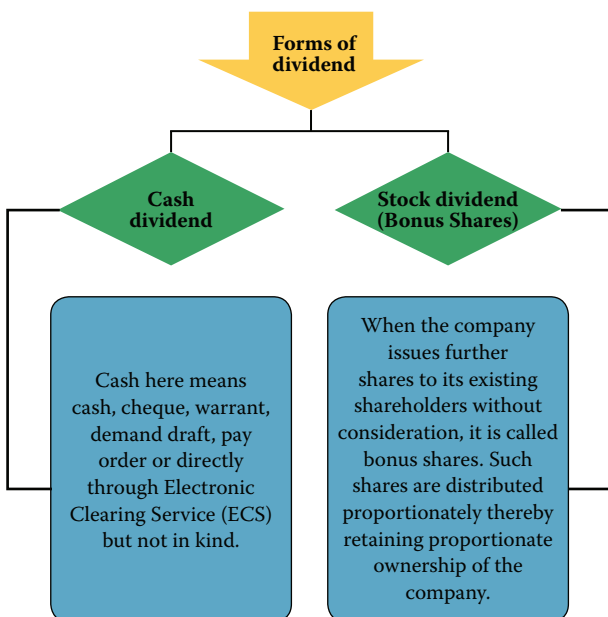 Forms of
dividend
Cash
dividend
Stock dividend
(Bonus Shares)
Cash here means
cash, cheque, warrant,
demand draft, pay
order or directly
through Electronic
Clearing Service (ECS)
but not in kind.
When the company
issues further
shares to its existing
shareholders without
consideration, it is called
bonus shares. Such
shares are distributed
proportionately thereby
retaining proportionate
ownership of the
company.